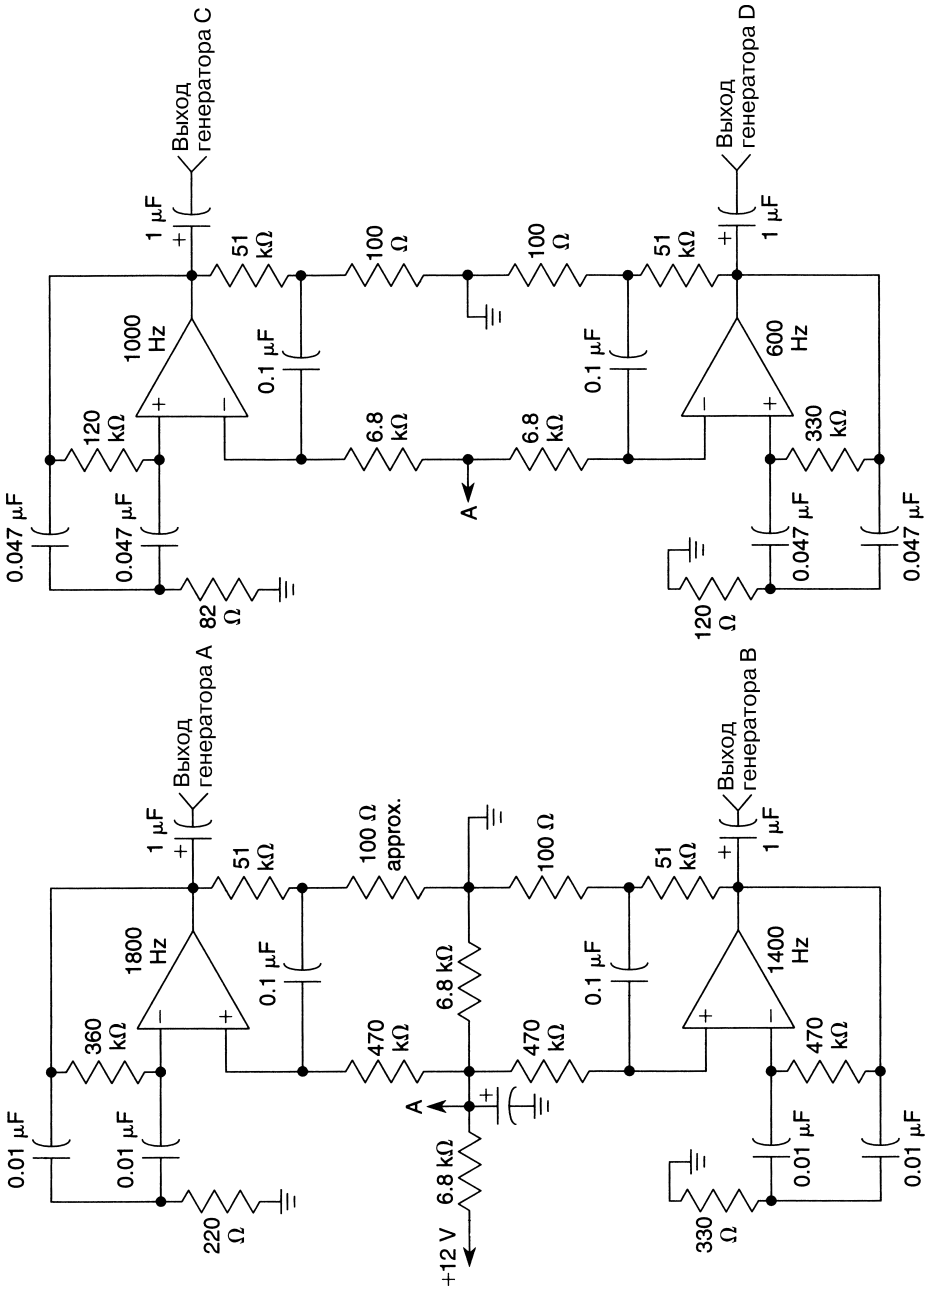 0.01 µF
0.01 µF
360
kΩ
220
Ω
1800
Hz
−
+
1 µF
+
Выход
генератора A
51
kΩ
0.1 µF
100 Ω
approx.
470
kΩ
6.8 kΩ
A
+
6.8 kΩ
+12 V
470
kΩ
100 Ω
0.1 µF
51
kΩ
+
−
1400
Hz
+
1 µF
Выход
генератора B
470
kΩ
330
Ω
0.01 µF
0.01 µF
0.047 µF
0.047 µF
120
kΩ
82
Ω
1000
Hz
+
−
1 µF
+
Выход
генератора C
51
kΩ
0.1 µF
100
Ω
6.8
kΩ
A
6.8
kΩ
100
Ω
0.1 µF
51
kΩ
−
+
600
Hz
+
1 µF
Выход
генератора D
330
kΩ
120
Ω
0.047 µF
0.047 µF